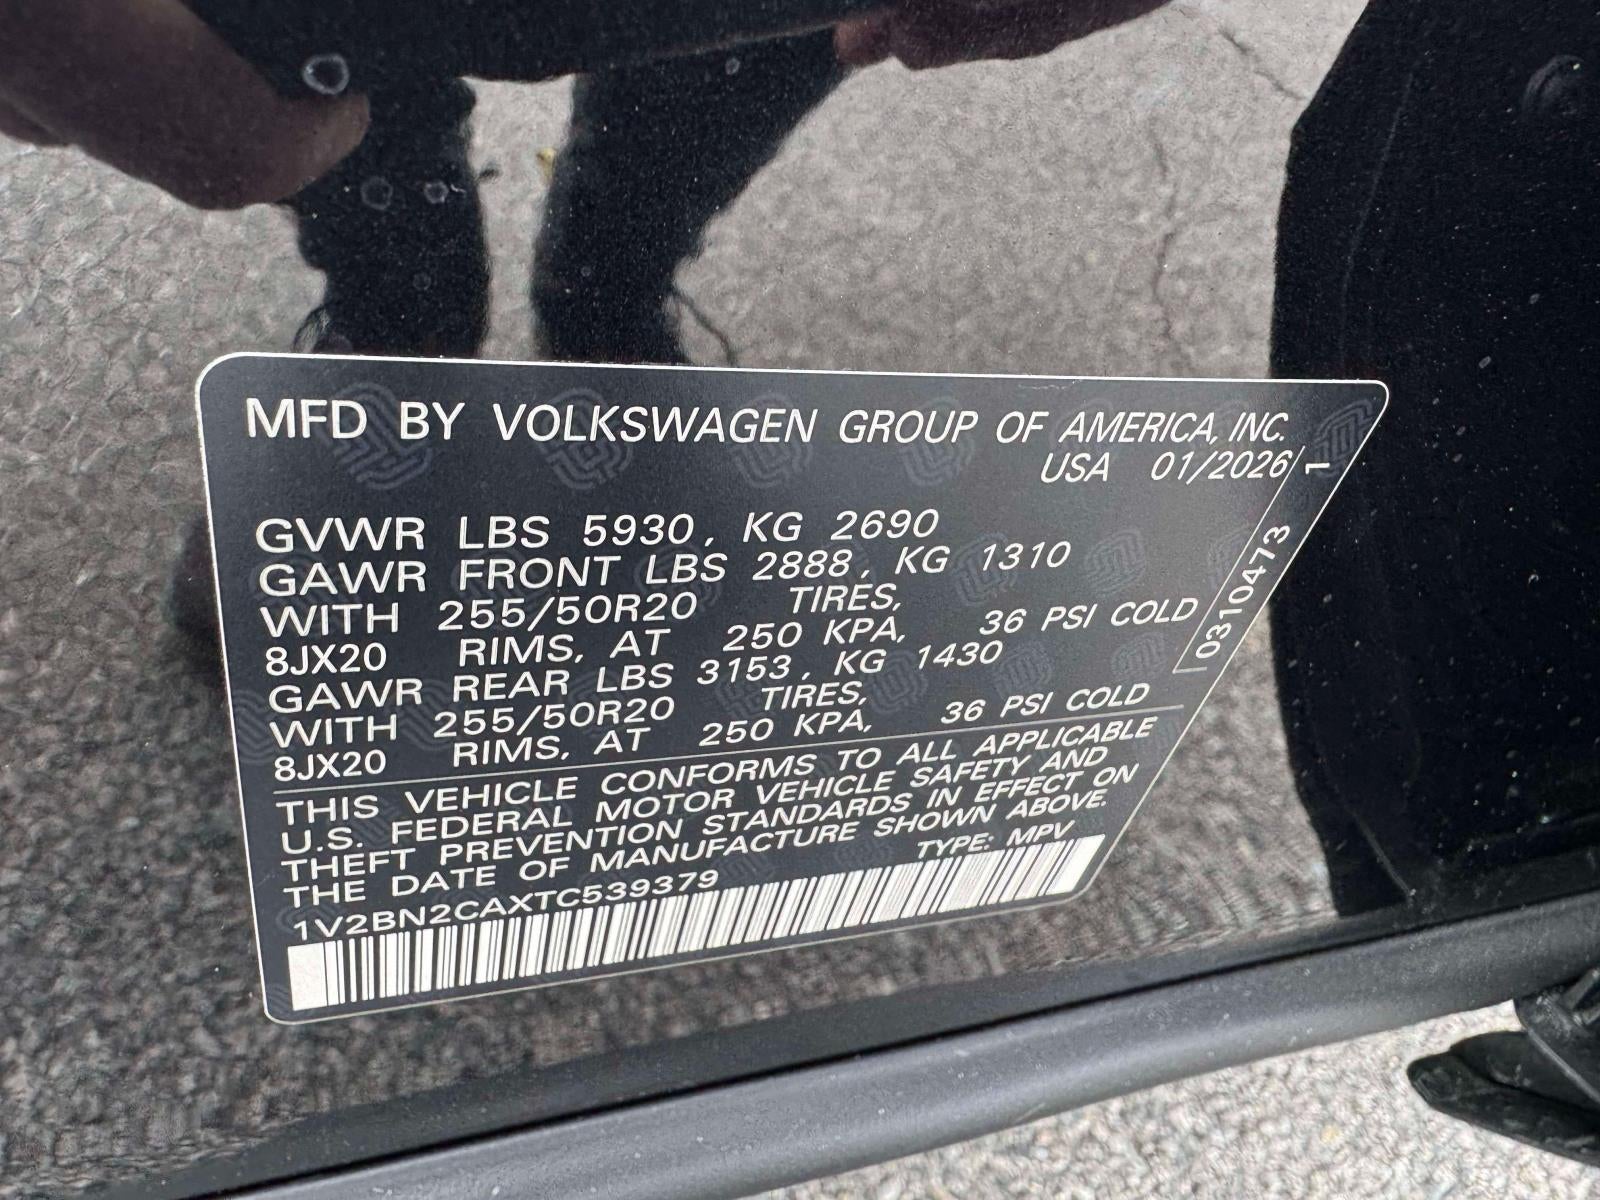 MFD BY VOLKSWAGEN GROUP OF AMERICA, INC.
USA 01/2026
1
GVWR LBS 5930, KG 2690
GAWR FRONT LBS 2888, KG 1310
WITH 255/50R20 TIRES,
8JX20 RIMS, AT 250 KPA, 36 PSI COLD
GAWR REAR LBS 3153, KG 1430
WITH 255/50R20 TIRES,
8JX20 RIMS, AT 250 KPA, 36 PSI COLD
0310473
THIS VEHICLE CONFORMS TO ALL APPLICABLE
U.S. FEDERAL MOTOR VEHICLE SAFETY AND
THEFT PREVENTION STANDARDS IN EFFECT ON
THE DATE OF MANUFACTURE SHOWN ABOVE.
TYPE: MPV
1V2BN2CAXTC539379